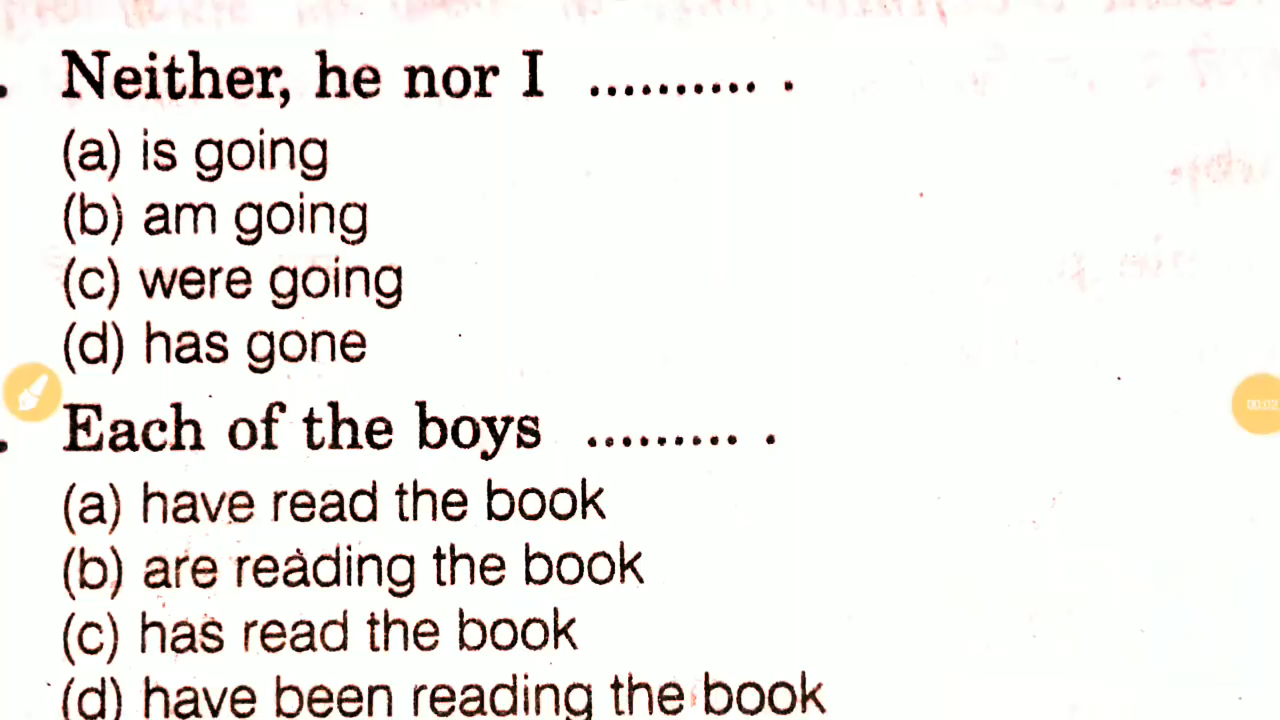 . Neither, he nor I .......... .
(a) is going
(b) am going
(c) were going
(d) has gone
. Each of the boys ......... .
(a) have read the book
(b) are reading the book
(c) has read the book
(d) have been reading the book